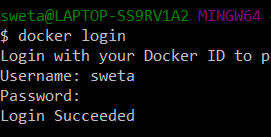 sweta@LAPTOP-SS9RV1A2 MINGW64
$ docker login
Login with your Docker ID to p
Username: sweta
Password:
Login Succeeded